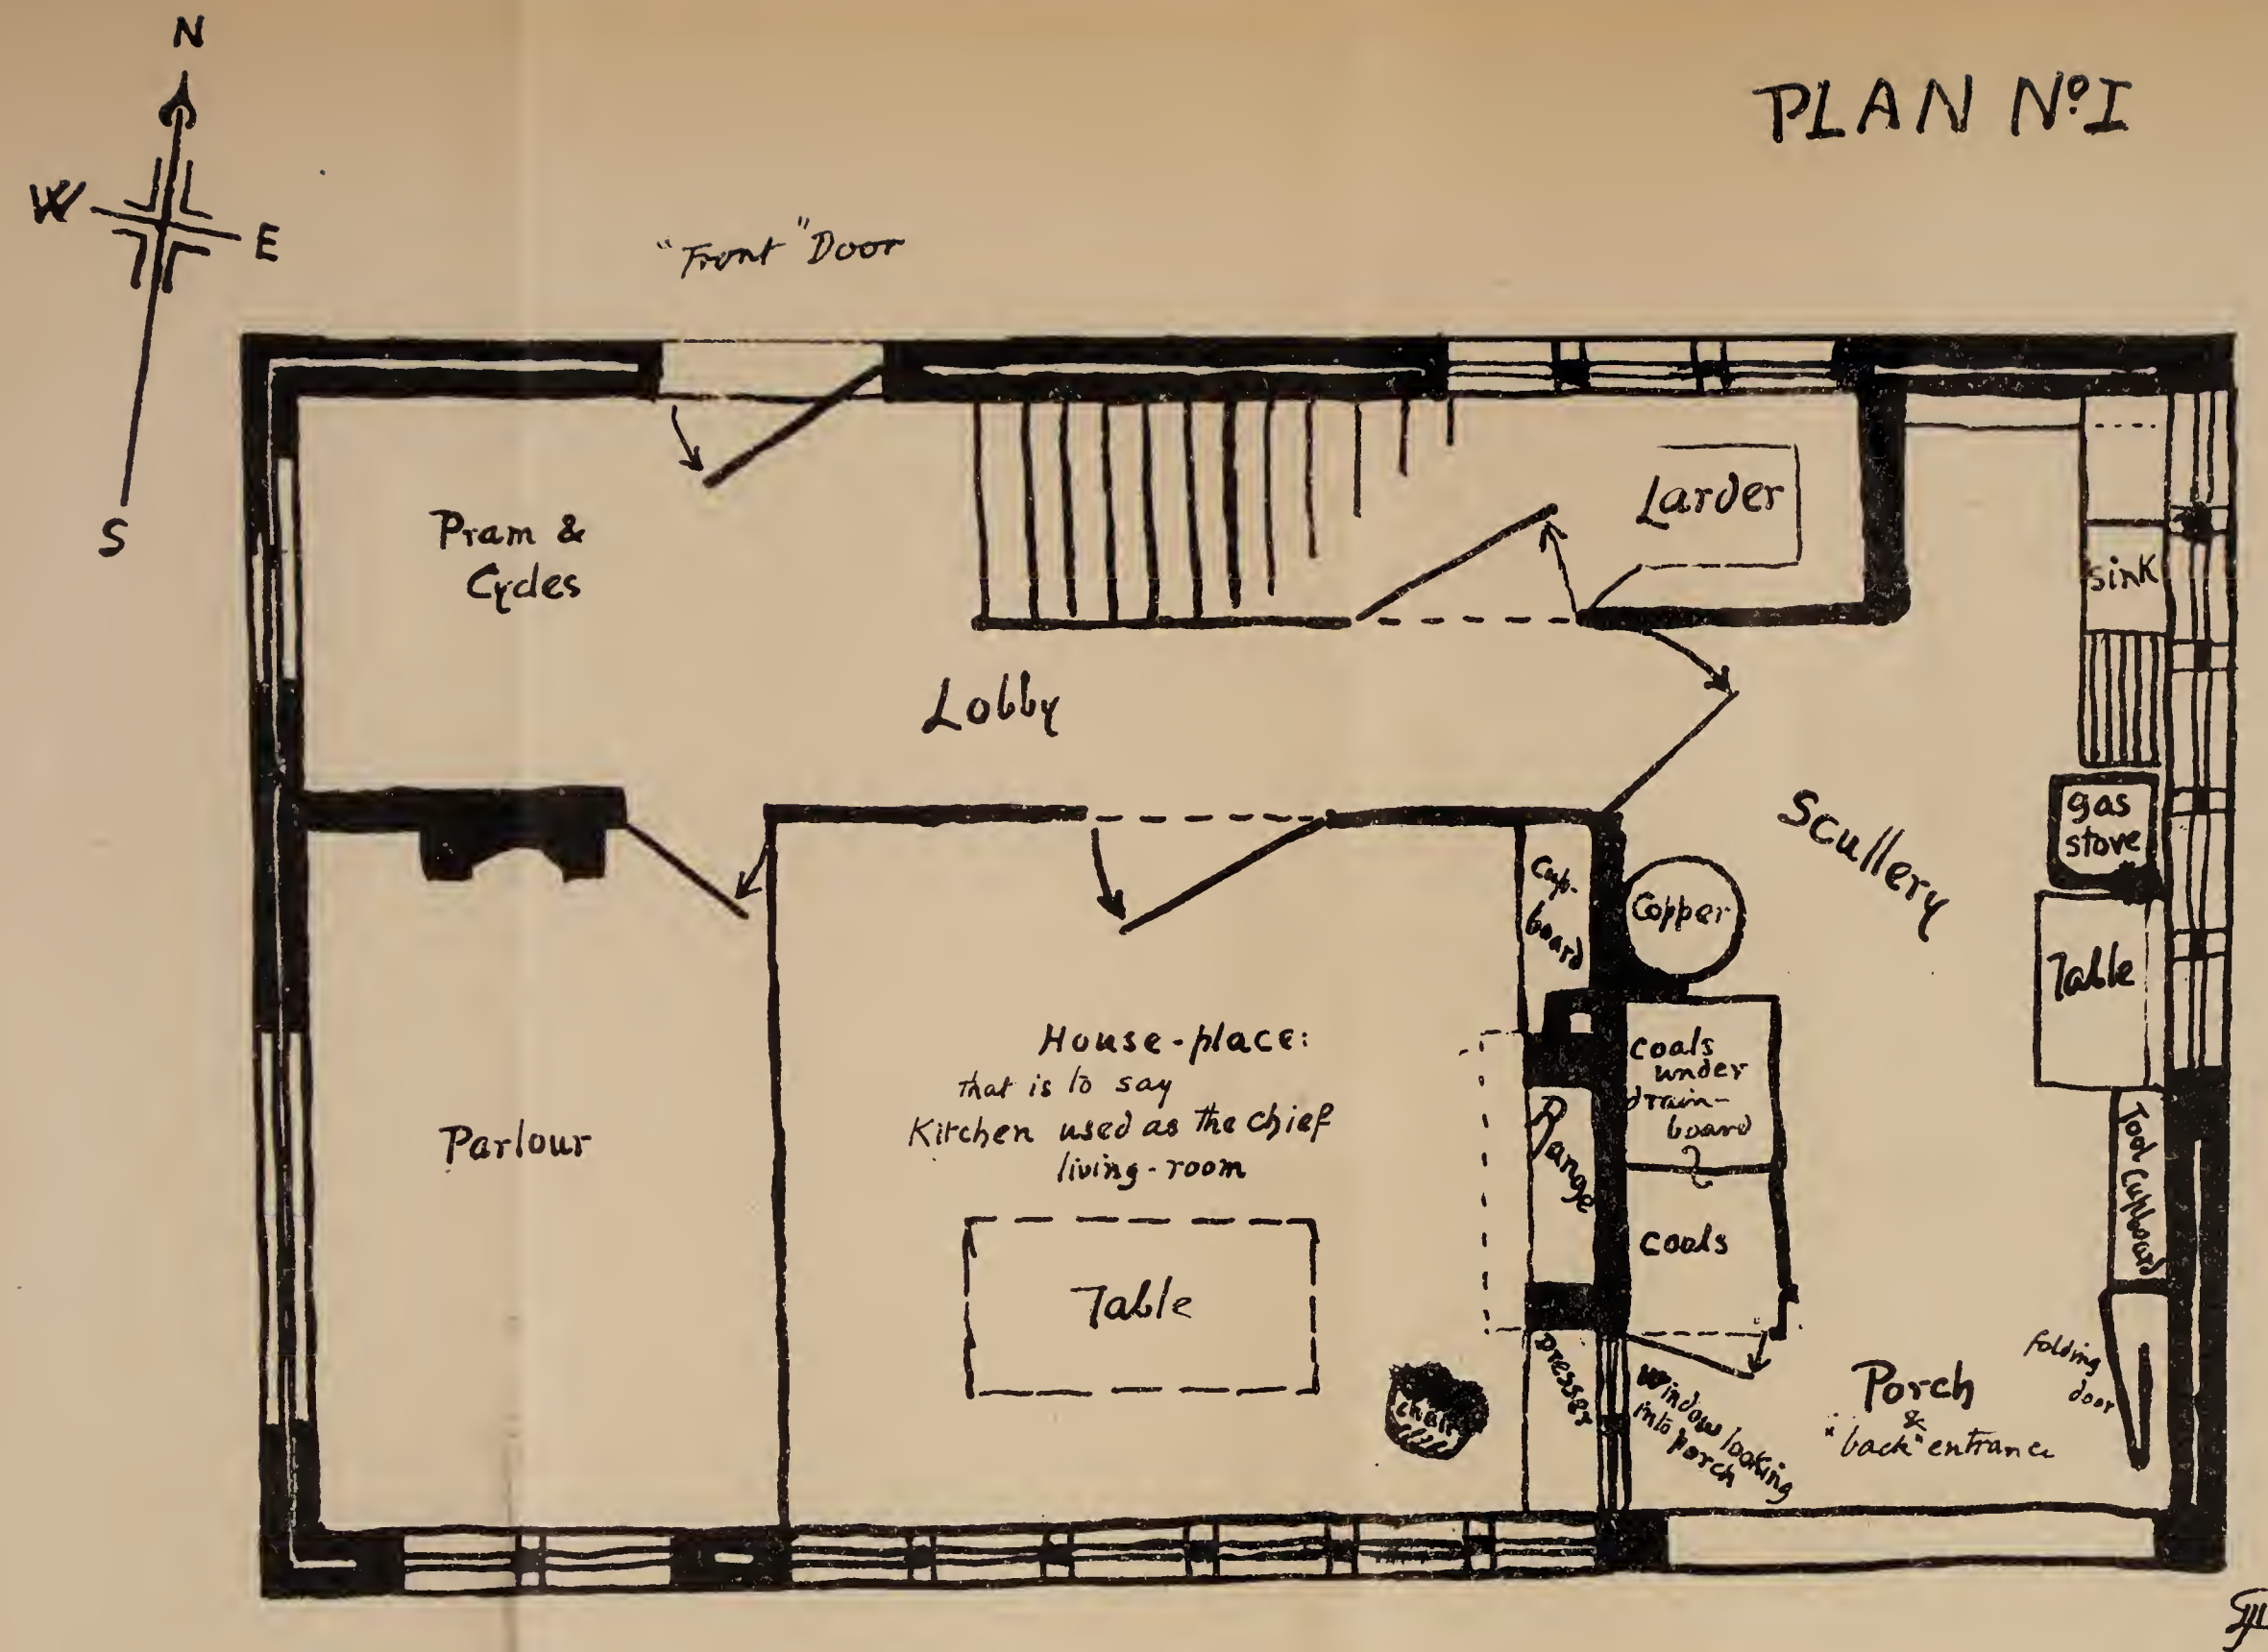 N
PLAN Nº I
W
E
"Front" Door
S
Pram &
Cycles
Larder
sink
Lobby
Scullery
gas
stove
Cup-
board
Copper
Table
House-place:
that is to say
Kitchen used as the chief
living-room
coals
under
drain-
board
Range
Parlour
Tool Cupboard
coals
Table
Dresser
chair
Window looking
into porch
Porch
&
"back" entrance
folding
door